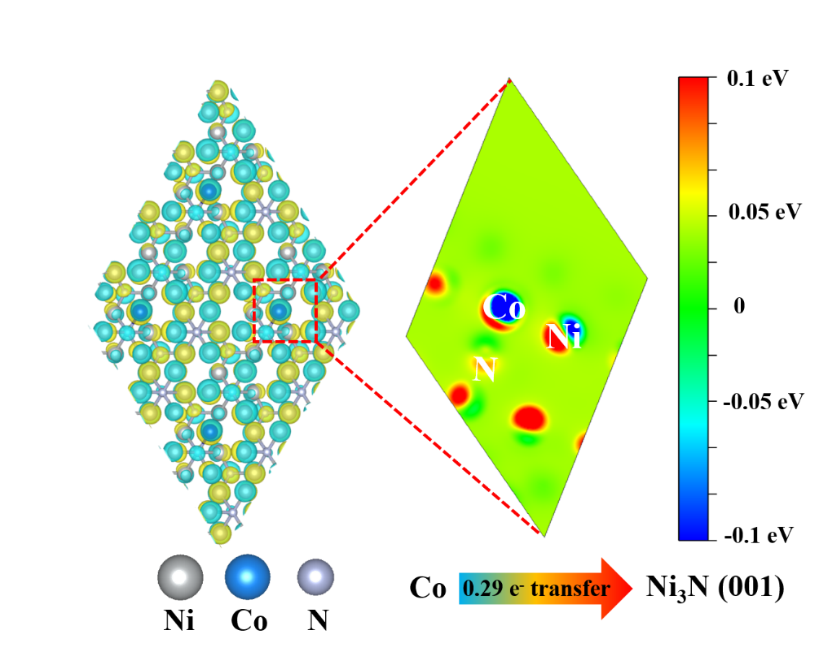 0.1 eV
0.05 eV
0
-0.05 eV
-0.1 eV
Co
Ni
N
Ni Co N
Co 0.29 e⁻ transfer Ni₃N (001)